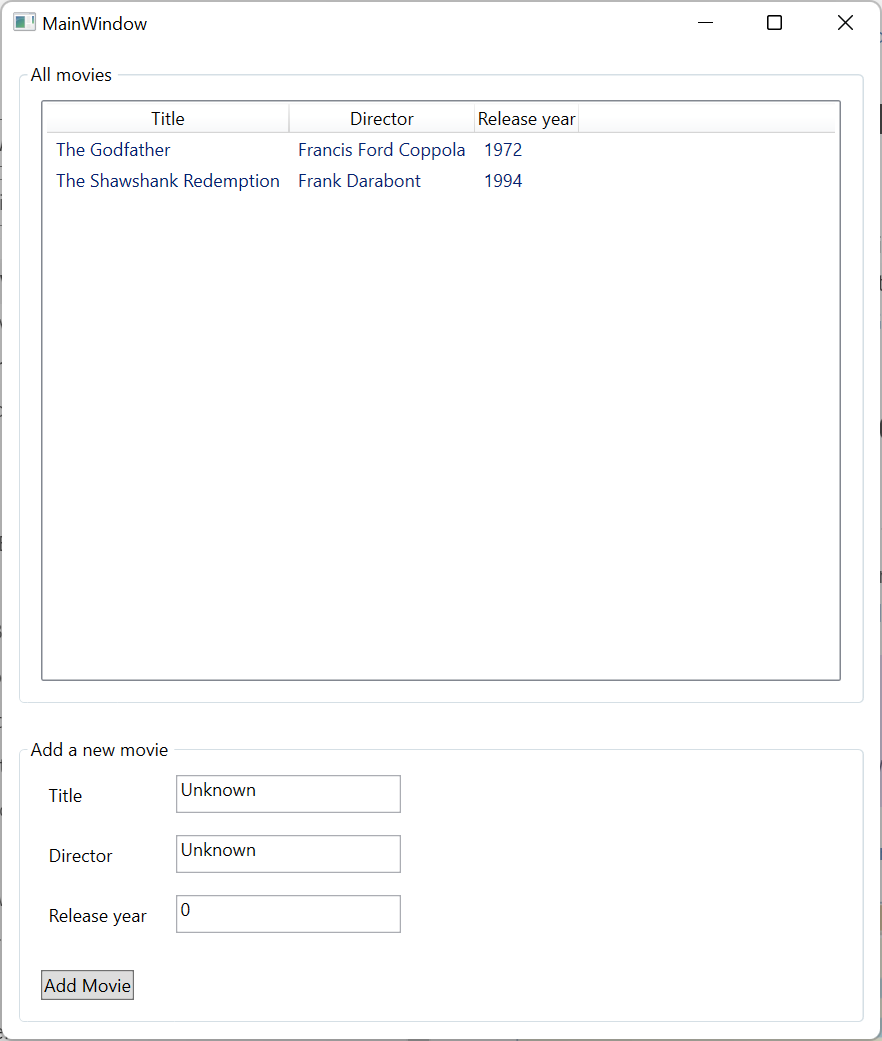 MainWindow
All movies
Title Director Release year
The Godfather Francis Ford Coppola 1972
The Shawshank Redemption Frank Darabont 1994
Add a new movie
Title Unknown
Director Unknown
Release year 0
Add Movie